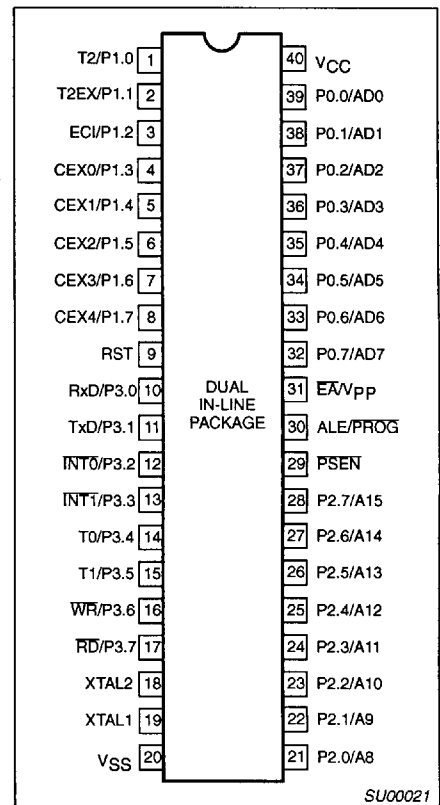 T2/P1.0 1 40 VCC
T2EX/P1.1 2 39 P0.0/AD0
ECI/P1.2 3 38 P0.1/AD1
CEX0/P1.3 4 37 P0.2/AD2
CEX1/P1.4 5 36 P0.3/AD3
CEX2/P1.5 6 35 P0.4/AD4
CEX3/P1.6 7 34 P0.5/AD5
CEX4/P1.7 8 33 P0.6/AD6
RST 9 32 P0.7/AD7
RxD/P3.0 10 31 E̅A̅/VPP
DUAL
IN-LINE
PACKAGE
TxD/P3.1 11 30 ALE/P̅R̅O̅G̅
I̅N̅T̅0̅/P3.2 12 29 P̅S̅E̅N̅
I̅N̅T̅1̅/P3.3 13 28 P2.7/A15
T0/P3.4 14 27 P2.6/A14
T1/P3.5 15 26 P2.5/A13
W̅R̅/P3.6 16 25 P2.4/A12
R̅D̅/P3.7 17 24 P2.3/A11
XTAL2 18 23 P2.2/A10
XTAL1 19 22 P2.1/A9
VSS 20 21 P2.0/A8
SU00021